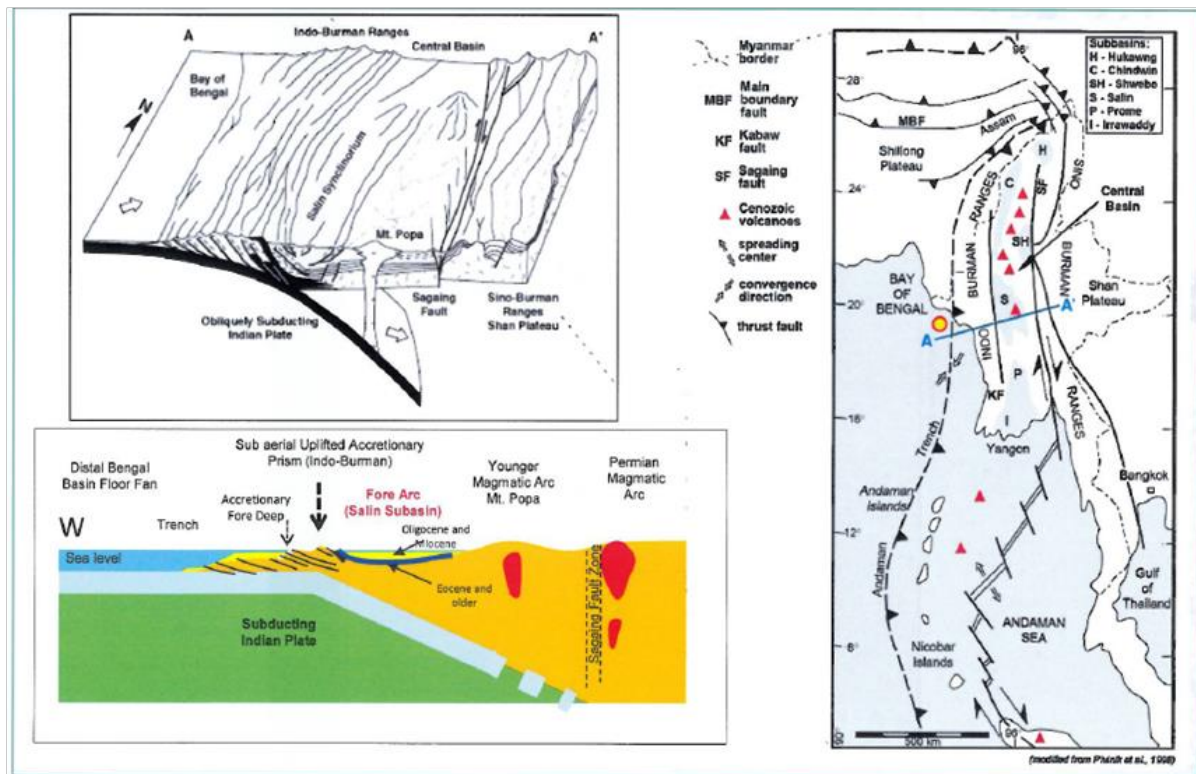 A
Indo-Burman Ranges
Central Basin
A'
Bay of
Bengal
N
Salin Synclinorium
Mt. Popa
Obliquely Subducting
Indian Plate
Sagaing
Fault
Sino-Burman
Ranges
Shan Plateau
Myanmar
border
MBF
Main
boundary
fault
KF
Kabaw
fault
SF
Sagaing
fault
Cenozoic
volcanoes
spreading
center
convergence
direction
thrust fault
Sub aerial Uplifted Accretionary
Prism (Indo-Burman)
Distal Bengal
Basin Floor Fan
Younger
Magmatic Arc
Mt. Popa
Permian
Magmatic
Arc
W
Trench
Accretionary
Fore Deep
Fore Arc
(Salin Subasin)
Oligocene and
Miocene
Sea level
Eocene and
older
Subducting
Indian Plate
Sagaing Fault Zone
96°
Subbasins:
H - Hukawng
C - Chindwin
SH - Shwebo
S - Salin
P - Prome
I - Irrawaddy
28°
MBF
Assam
Shillong
Plateau
H
24°
RANGES
C
SF
SINO
Central
Basin
SH
BURMAN
BURMAN
BAY
OF
BENGAL
S
Shan
Plateau
20°
A
A'
INDO
P
KF
RANGES
16°
I
Yangon
Trench
Bangkok
Andaman
Islands
12°
Andaman
Gulf
of
Thailand
ANDAMAN
SEA
8°
Nicobar
Islands
500 km
96
(modified from Pivnik et al., 1998)